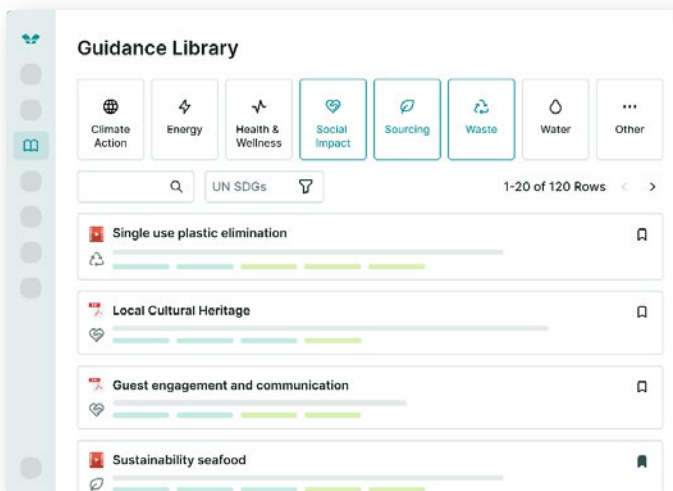 Guidance Library
Climate Action
Energy
Health & Wellness
Social Impact
Sourcing
Waste
Water
Other
UN SDGs
1-20 of 120 Rows
Single use plastic elimination
Local Cultural Heritage
Guest engagement and communication
Sustainability seafood